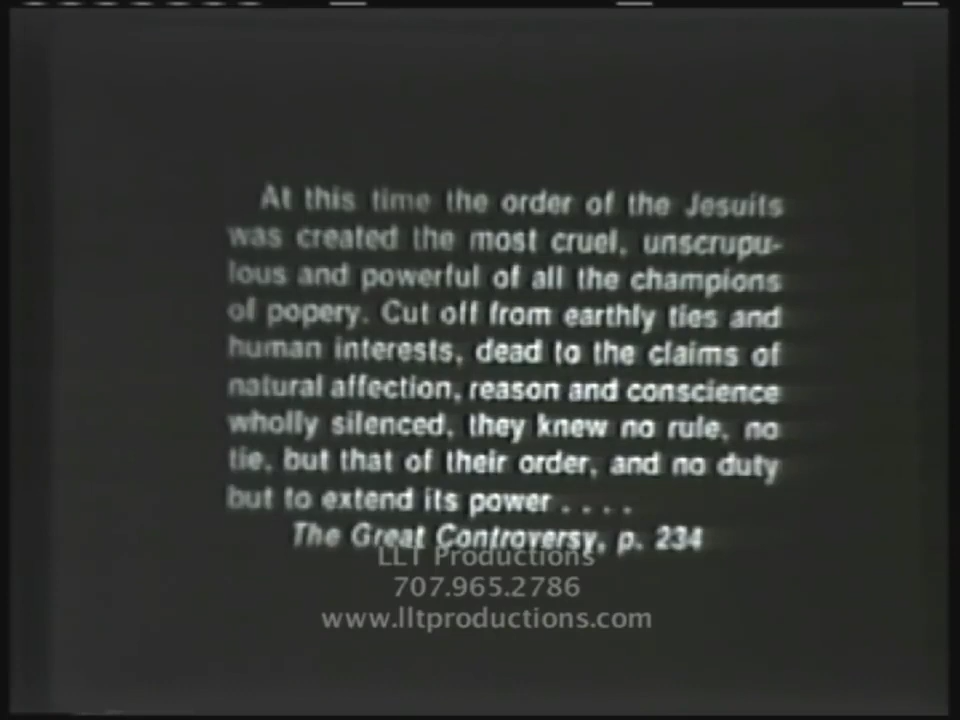 At this time the order of the Jesuits
was created the most cruel, unscrupu-
lous and powerful of all the champions
of popery. Cut off from earthly ties and
human interests, dead to the claims of
natural affection, reason and conscience
wholly silenced, they knew no rule, no
tie, but that of their order, and no duty
but to extend its power . . . .
The Great Controversy, p. 234
LLT Productions
707.965.2786
www.lltproductions.com